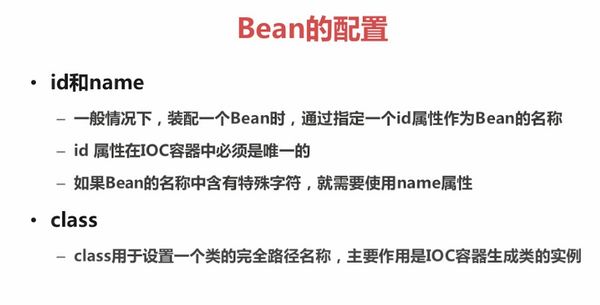 Bean的配置
• id和name
– 一般情况下，装配一个Bean时，通过指定一个id属性作为Bean的名称
– id 属性在IOC容器中必须是唯一的
– 如果Bean的名称中含有特殊字符，就需要使用name属性
• class
– class用于设置一个类的完全路径名称，主要作用是IOC容器生成类的实例